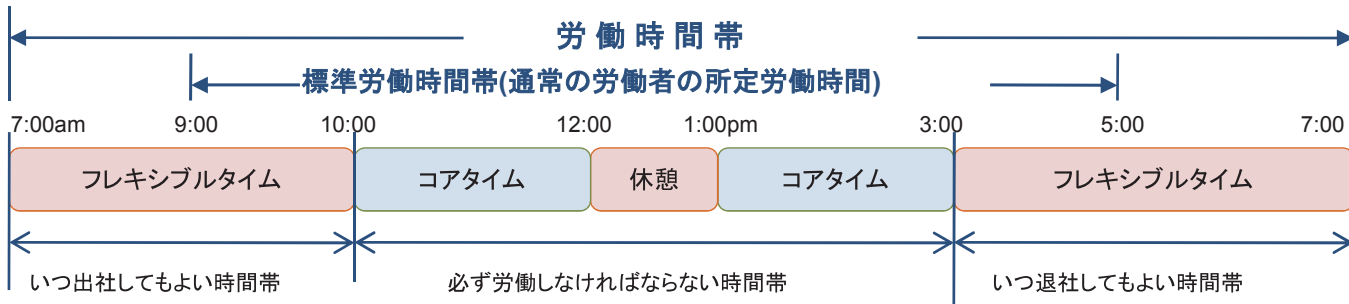 労働時間帯
標準労働時間帯(通常の労働者の所定労働時間)
7:00am 9:00 10:00 12:00 1:00pm 3:00 5:00 7:00
フレキシブルタイム コアタイム 休憩 コアタイム フレキシブルタイム
いつ出社してもよい時間帯 必ず労働しなければならない時間帯 いつ退社してもよい時間帯